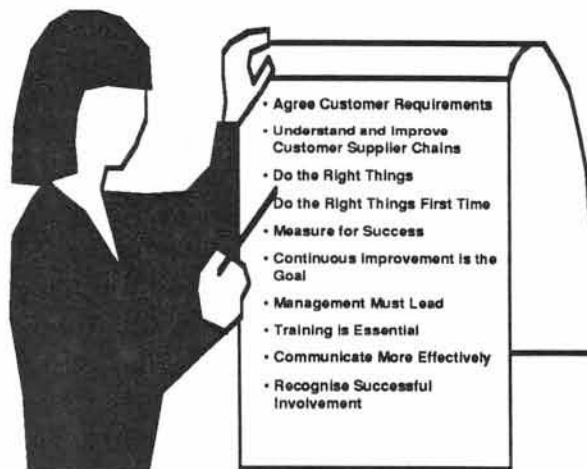 • Agree Customer Requirements
• Understand and Improve
Customer Supplier Chains
• Do the Right Things
Do the Right Things First Time
• Measure for Success
• Continuous Improvement is the
Goal
• Management Must Lead
• Training is Essential
• Communicate More Effectively
• Recognise Successful
Involvement